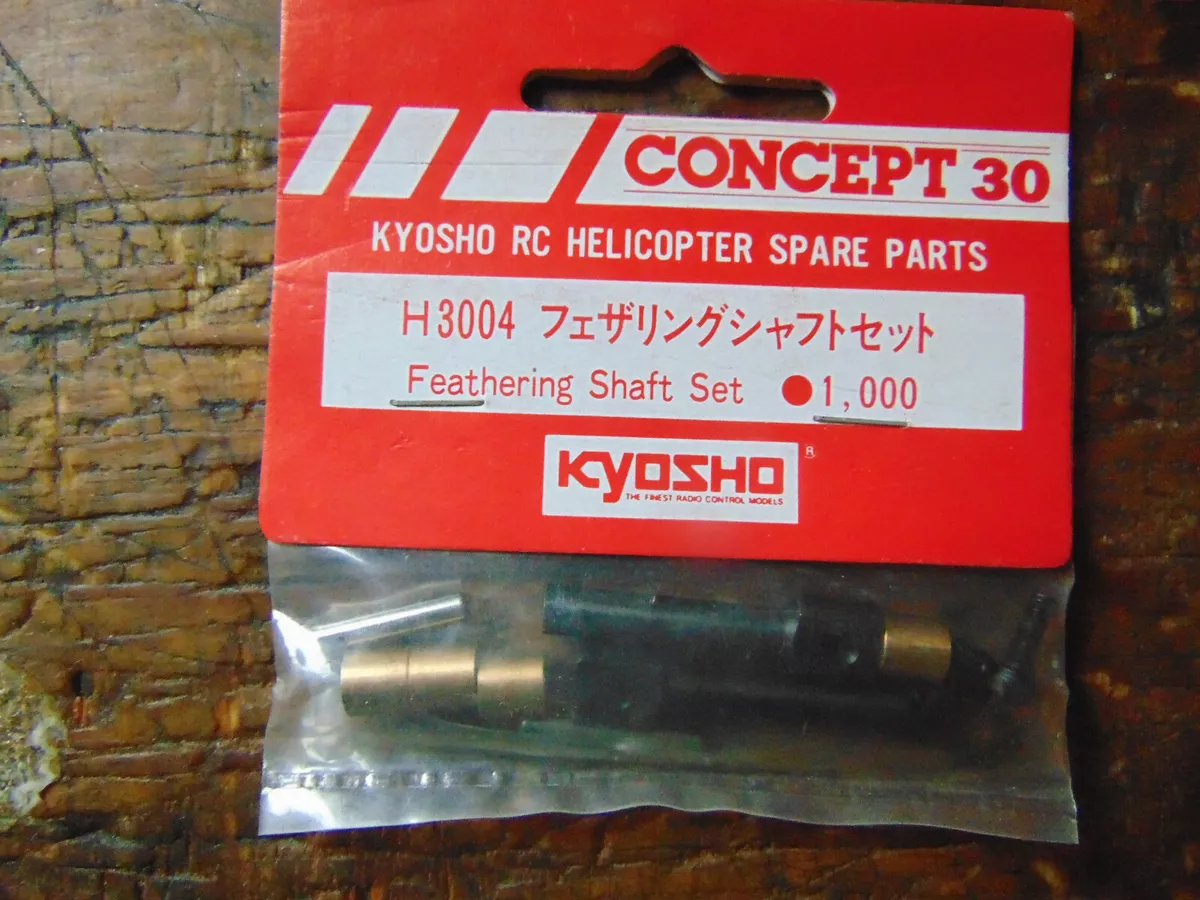 CONCEPT 30
KYOSHO RC HELICOPTER SPARE PARTS
H3004 フェザリングシャフトセット
Feathering Shaft Set ●1,000
KYOSHO ®
THE FINEST RADIO CONTROL MODELS